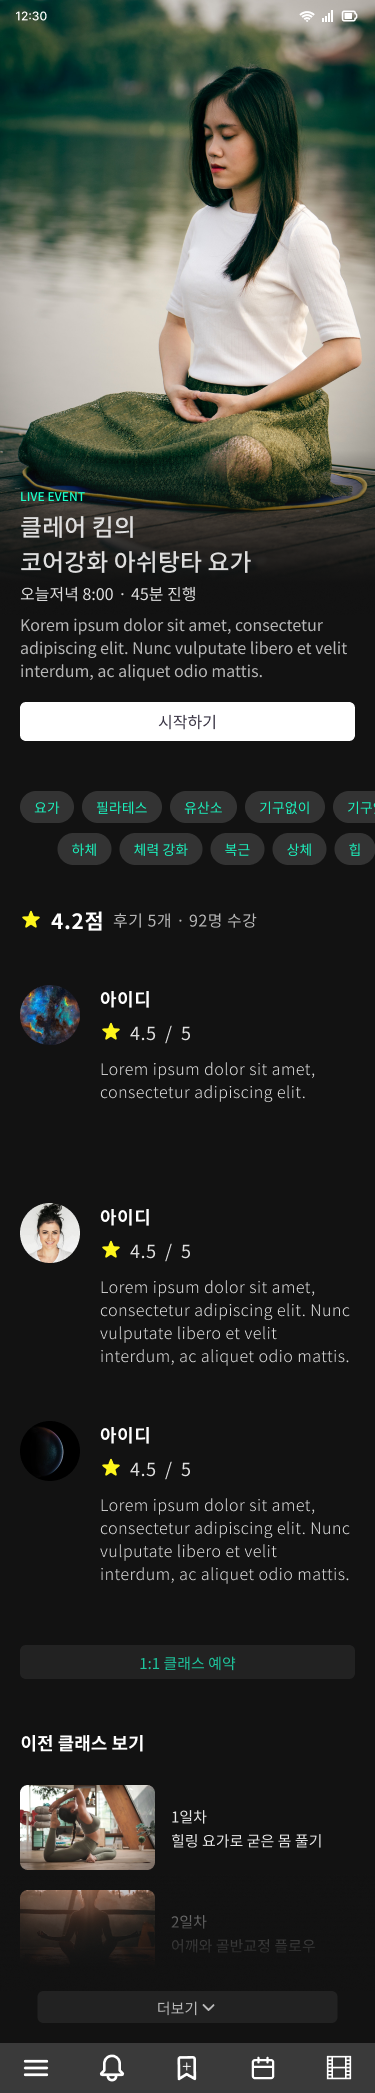 12:30
LIVE EVENT
클레어 킴의
코어강화 아쉬탕타 요가
오늘저녁 8:00 · 45분 진행
Korem ipsum dolor sit amet, consectetur
adipiscing elit. Nunc vulputate libero et velit
interdum, ac aliquet odio mattis.
시작하기
요가 필라테스 유산소 기구없이 기구
하체 체력 강화 복근 상체 힙
4.2점 후기 5개 · 92명 수강
아이디
4.5 / 5
Lorem ipsum dolor sit amet,
consectetur adipiscing elit.
아이디
4.5 / 5
Lorem ipsum dolor sit amet,
consectetur adipiscing elit. Nunc
vulputate libero et velit
interdum, ac aliquet odio mattis.
아이디
4.5 / 5
Lorem ipsum dolor sit amet,
consectetur adipiscing elit. Nunc
vulputate libero et velit
interdum, ac aliquet odio mattis.
1:1 클래스 예약
이전 클래스 보기
1일차
힐링 요가로 굳은 몸 풀기
2일차
어깨와 골반교정 플로우
더보기